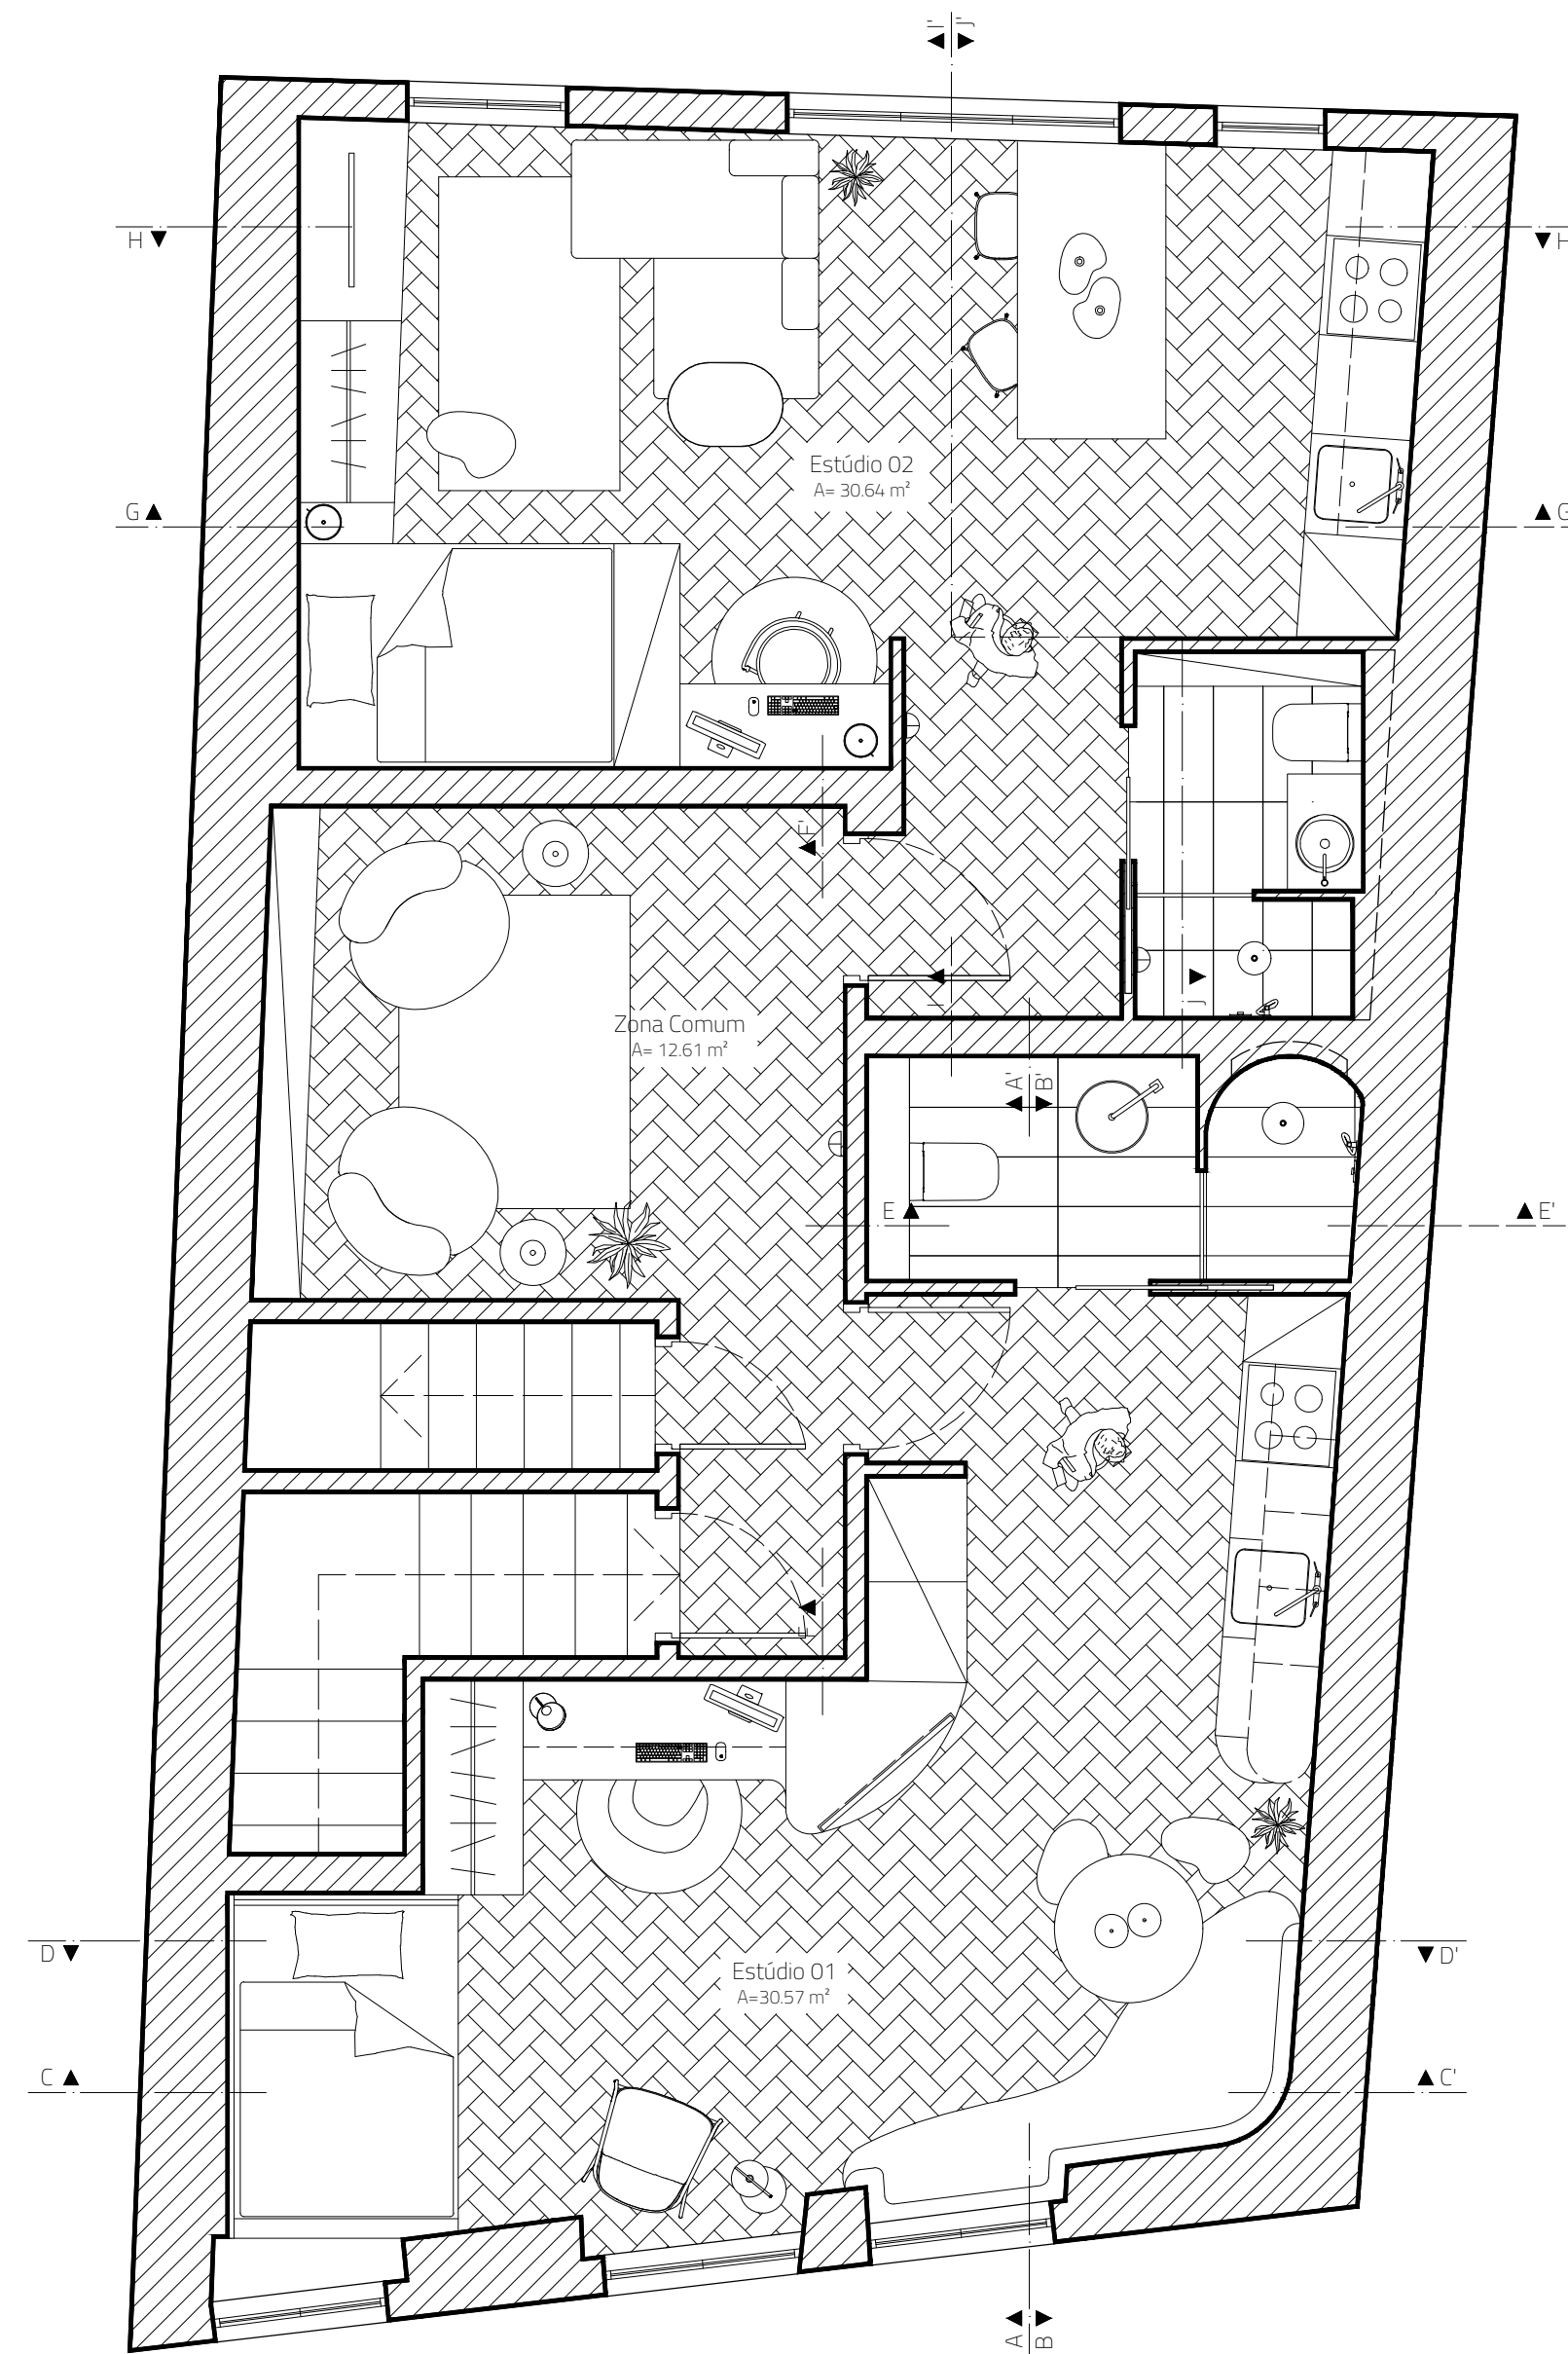 I' J'
H
H
G
G
Estúdio 02
A= 30.64 m²
F'
Zona Comum
A= 12.61 m²
I
J
A' B'
E
E'
Estúdio 01
A=30.57 m²
D
D'
C
C'
A B